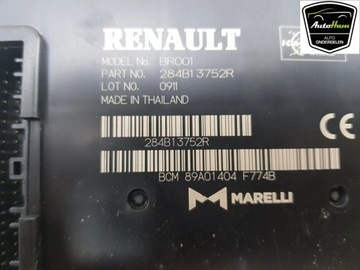 RENAULT
MODEL No. BR001
PART NO. 284B13752R
LOT NO. 0911
MADE IN THAILAND
284B13752R
BCM 89A01404 F774B
MARELLI
CE
AutoHam
AUTO
ONDERDELEN